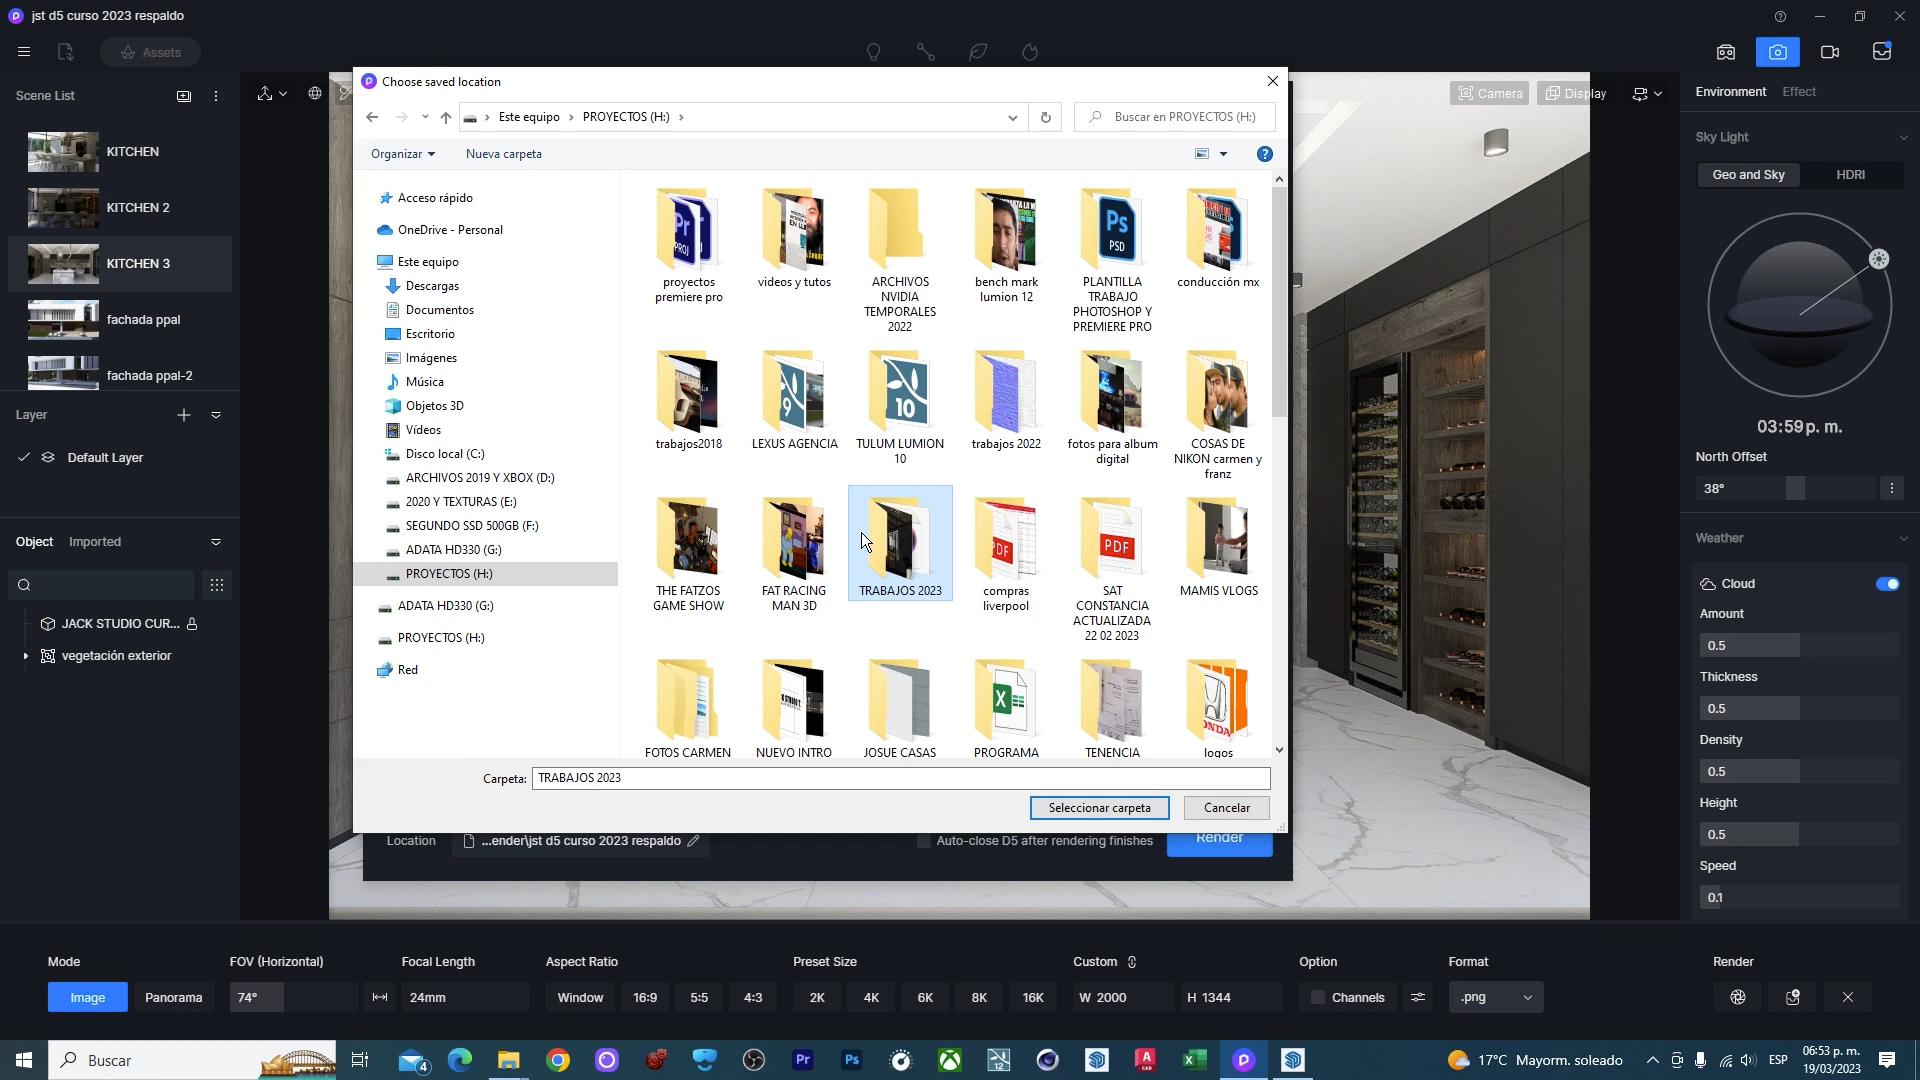 jst d5 curso 2023 respaldo
Assets
Scene List
KITCHEN
KITCHEN 2
KITCHEN 3
fachada ppal
fachada ppal-2
Layer
Default Layer
Object
Imported
JACK STUDIO CUR...
vegetación exterior
Choose saved location
Este equipo
PROYECTOS (H:)
Buscar en PROYECTOS (H:)
Organizar
Nueva carpeta
Acceso rápido
OneDrive - Personal
Este equipo
Descargas
Documentos
Escritorio
Imágenes
Música
Objetos 3D
Vídeos
Disco local (C:)
ARCHIVOS 2019 Y XBOX (D:)
2020 Y TEXTURAS (E:)
SEGUNDO SSD 500GB (F:)
ADATA HD330 (G:)
PROYECTOS (H:)
ADATA HD330 (G:)
PROYECTOS (H:)
Red
proyectos
premiere pro
videos y tutos
ARCHIVOS
NVIDIA
TEMPORALES
2022
bench mark
lumion 12
PLANTILLA
TRABAJO
PHOTOSHOP Y
PREMIERE PRO
conducción mx
trabajos2018
LEXUS AGENCIA
TULUM LUMION
10
trabajos 2022
fotos para album
digital
COSAS DE
NIKON carmen y
franz
THE FATZOS
GAME SHOW
FAT RACING
MAN 3D
TRABAJOS 2023
compras
liverpool
SAT
CONSTANCIA
ACTUALIZADA
22 02 2023
MAMIS VLOGS
FOTOS CARMEN
NUEVO INTRO
JOSUE CASAS
PROGRAMA
TENENCIA
logos
Carpeta:
TRABAJOS 2023
Seleccionar carpeta
Cancelar
Location
...ender\jst d5 curso 2023 respaldo
Auto-close D5 after rendering finishes
Render
Camera
Display
Environment
Effect
Sky Light
Geo and Sky
HDRI
03:59 p. m.
North Offset
38°
Weather
Cloud
Amount
0.5
Thickness
0.5
Density
0.5
Height
0.5
Speed
0.1
Mode
FOV (Horizontal)
Focal Length
Aspect Ratio
Preset Size
Custom
Option
Format
Render
Image
Panorama
74°
24mm
Window
16:9
5:5
4:3
2K
4K
6K
8K
16K
W 2000
H 1344
Channels
.png
Buscar
17°C Mayorm. soleado
ESP
06:53 p. m.
19/03/2023